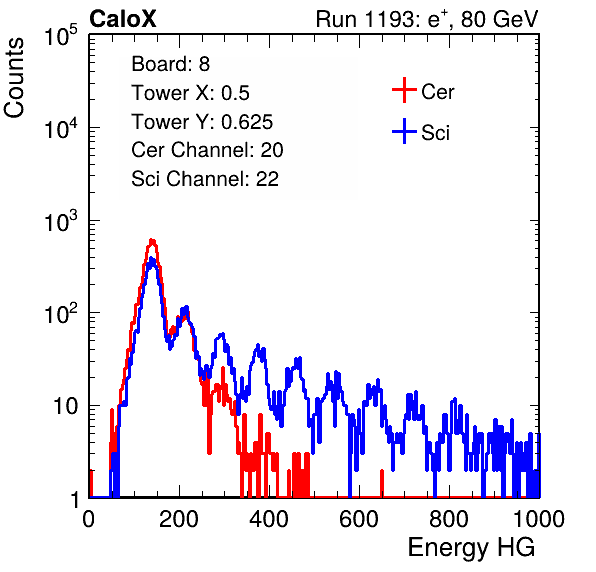 CaloX Run 1193: e⁺, 80 GeV
Counts
10⁵
10⁴
10³
10²
10
1
Board: 8
Tower X: 0.5
Tower Y: 0.625
Cer Channel: 20
Sci Channel: 22
Cer
Sci
0 200 400 600 800 1000
Energy HG